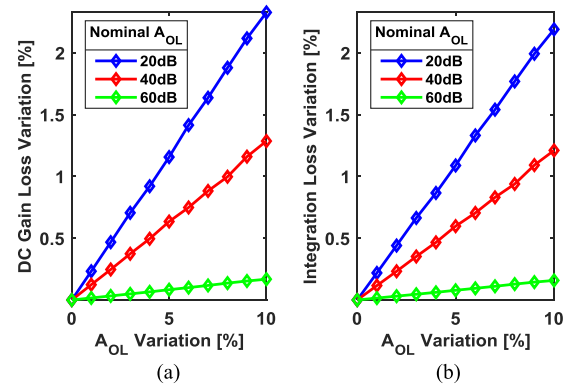 DC Gain Loss Variation [%]
2
1.5
1
0.5
0
0
5
10
Nominal A_OL
20dB
40dB
60dB
A_OL Variation [%]
(a)
Integration Loss Variation [%]
2
1.5
1
0.5
0
0
5
10
Nominal A_OL
20dB
40dB
60dB
A_OL Variation [%]
(b)